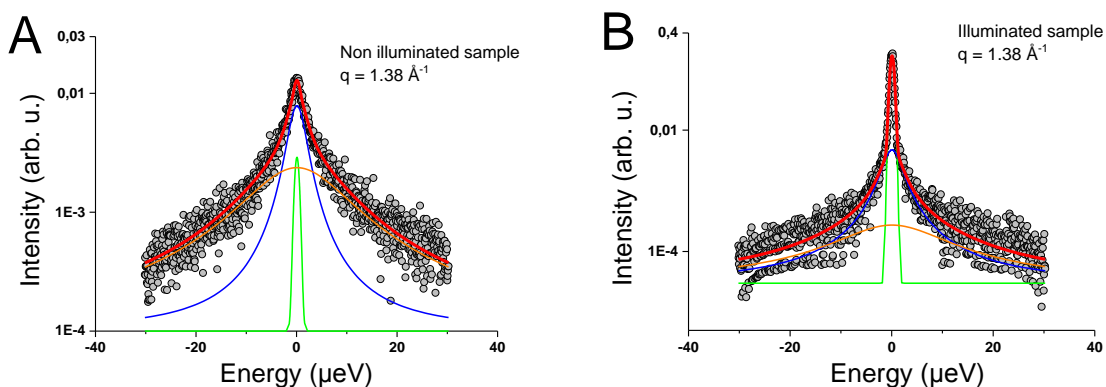 A
0,03
0,01
1E-3
1E-4
Intensity (arb. u.)
Non illuminated sample
q = 1.38 Å-1
-40
-20
0
20
40
Energy (µeV)
B
0,4
0,01
1E-4
Intensity (arb. u.)
Illuminated sample
q = 1.38 Å-1
-40
-20
0
20
40
Energy (µeV)